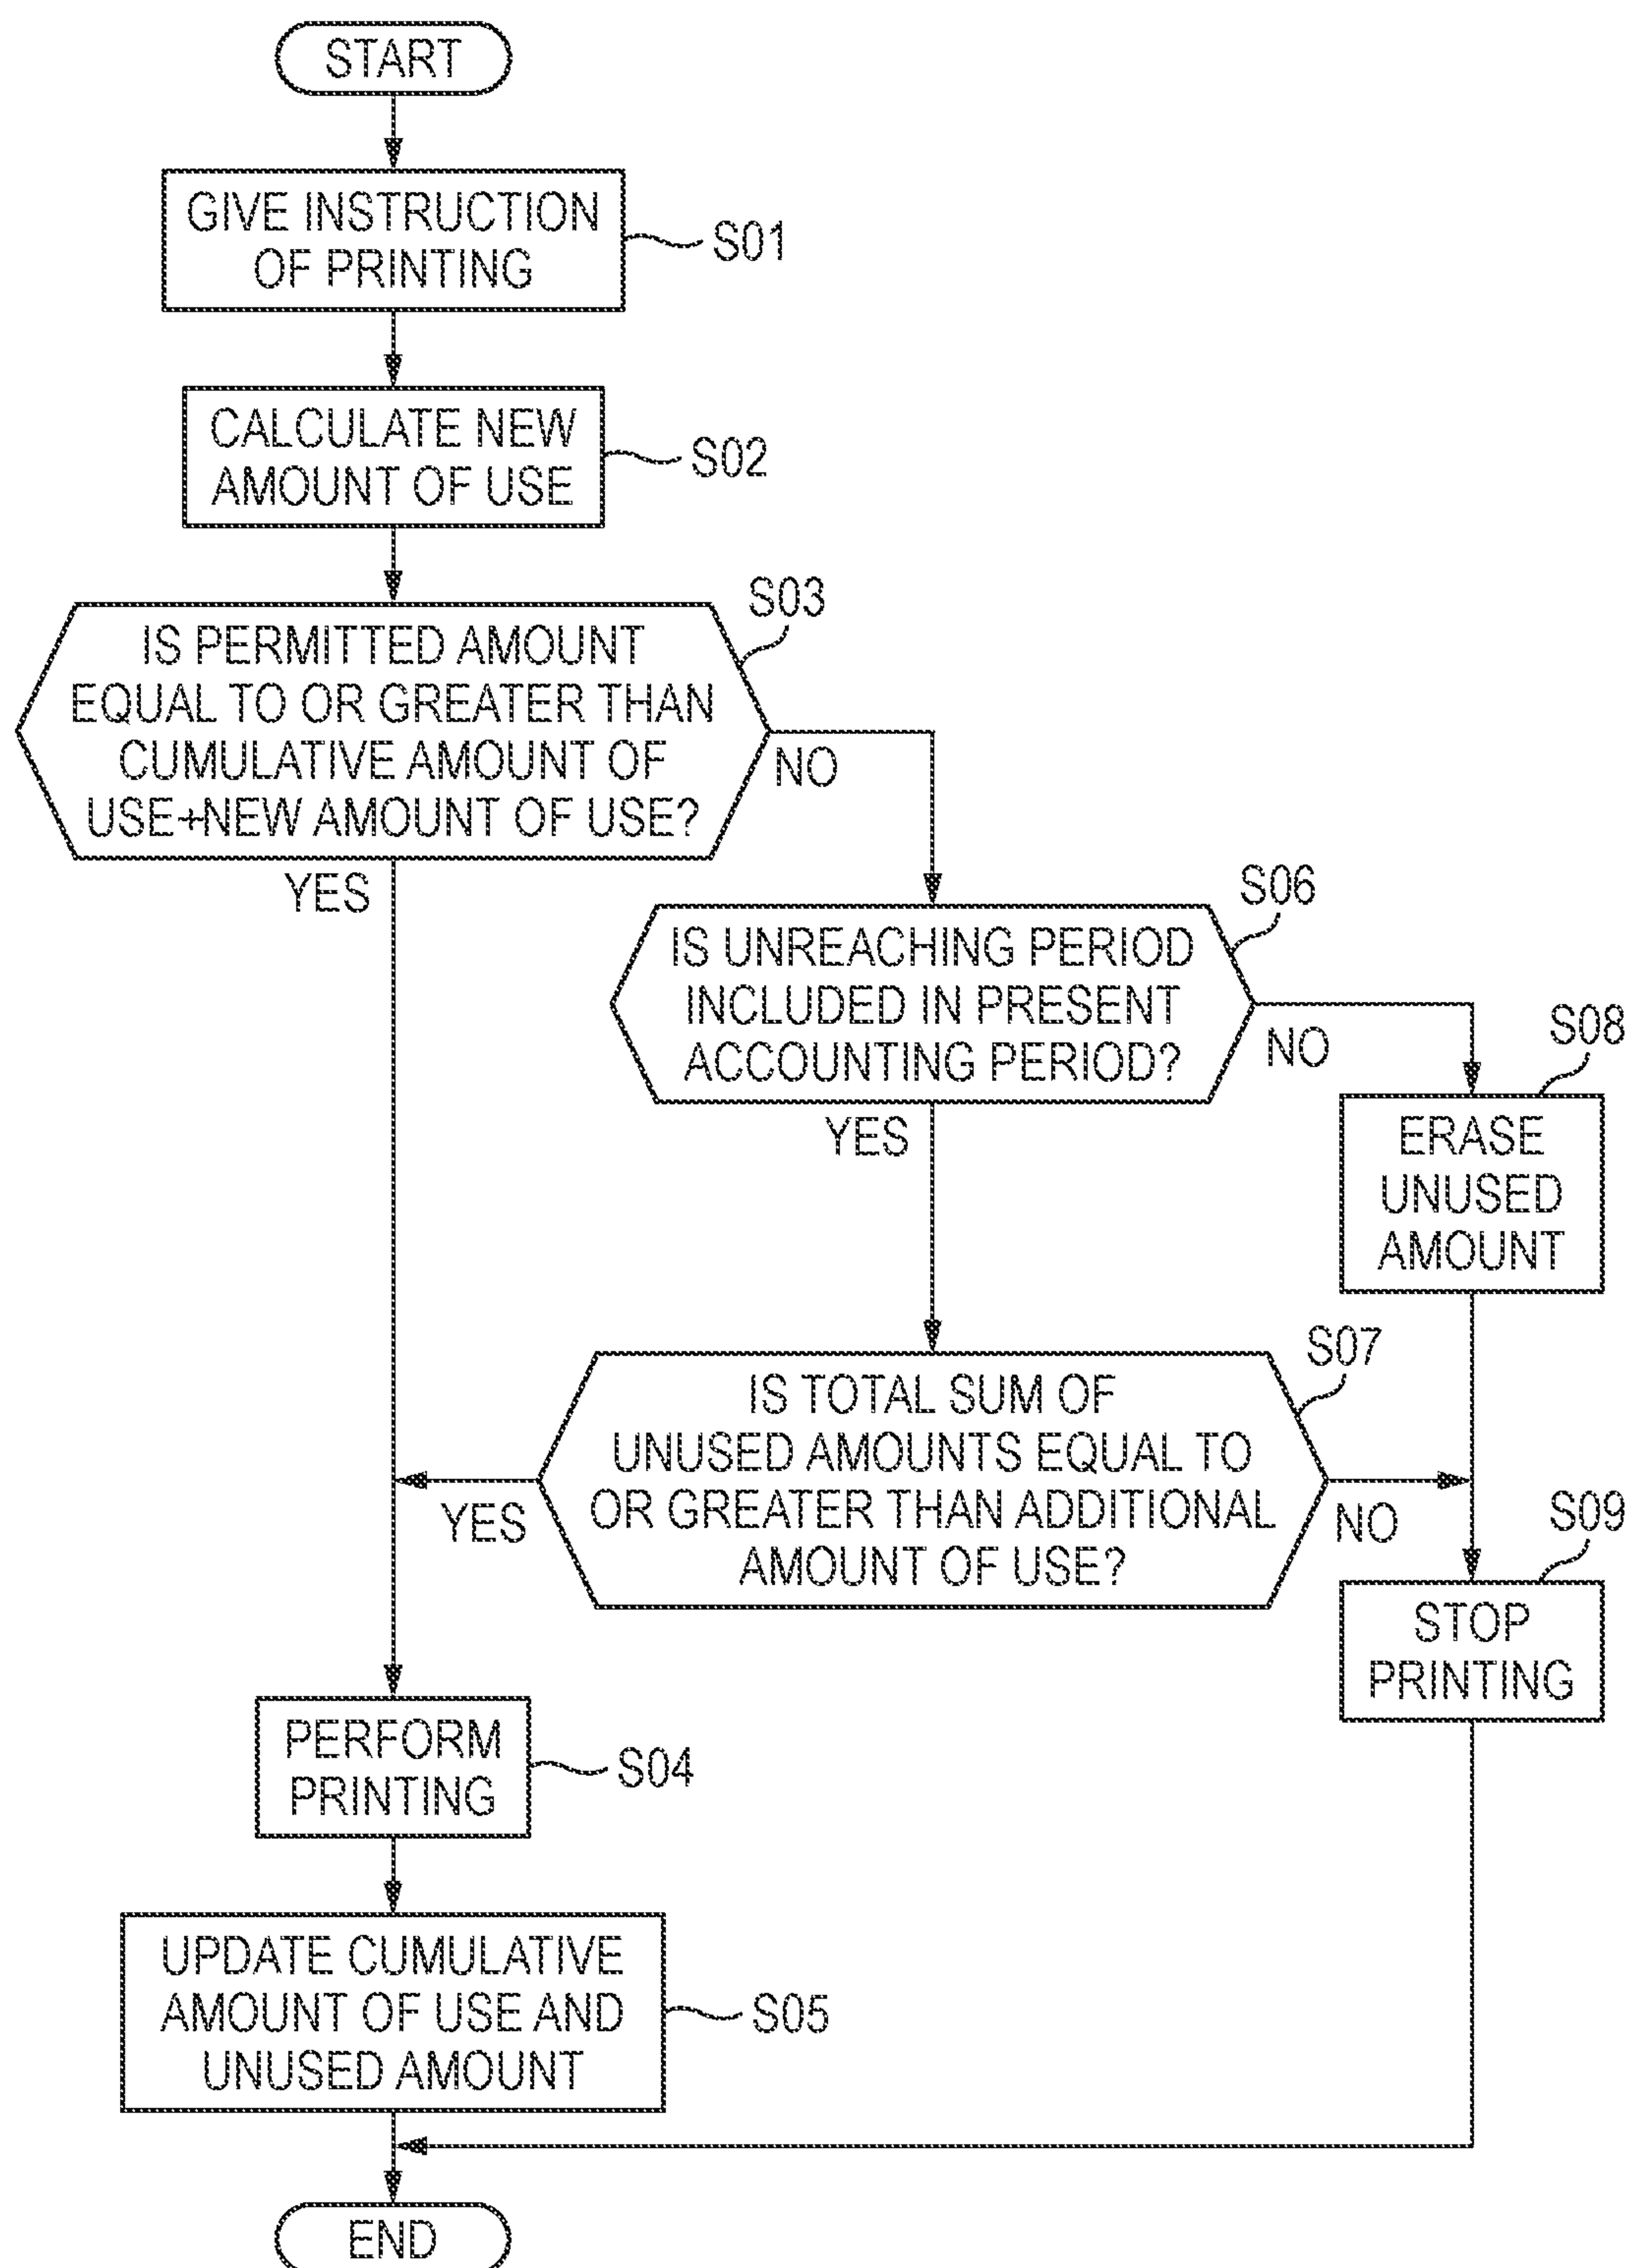 START
GIVE INSTRUCTION
OF PRINTING
S01
CALCULATE NEW
AMOUNT OF USE
S02
S03
IS PERMITTED AMOUNT
EQUAL TO OR GREATER THAN
CUMULATIVE AMOUNT OF
USE+NEW AMOUNT OF USE?
NO
YES
S06
IS UNREACHING PERIOD
INCLUDED IN PRESENT
ACCOUNTING PERIOD?
NO
YES
S08
ERASE
UNUSED
AMOUNT
S07
IS TOTAL SUM OF
UNUSED AMOUNTS EQUAL TO
OR GREATER THAN ADDITIONAL
AMOUNT OF USE?
YES
NO
S09
STOP
PRINTING
PERFORM
PRINTING
S04
UPDATE CUMULATIVE
AMOUNT OF USE AND
UNUSED AMOUNT
S05
END